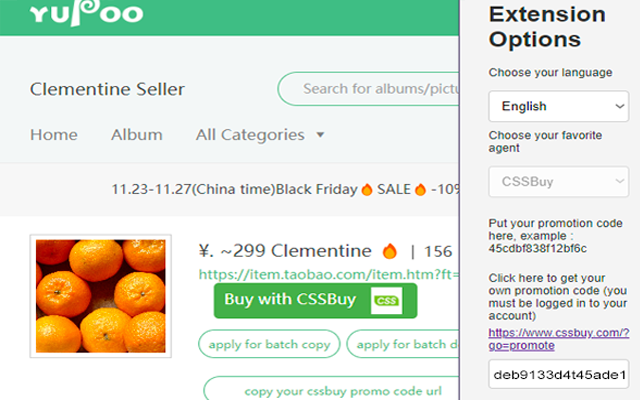 YUPOO
Clementine Seller
Search for albums/pictu
Home Album All Categories
11.23-11.27(China time)Black Friday🔥SALE🔥-10%
¥. ~299 Clementine 🔥 | 156
https://item.taobao.com/item.htm?ft=
Buy with CSSBuy CSS
apply for batch copy apply for batch d
copy your cssbuy promo code url
Extension
Options
Choose your language
English
Choose your favorite
agent
CSSBuy
Put your promotion code
here, example :
45cdbf838f12bf6c
Click here to get your
own promotion code (you
must be logged in to your
account)
https://www.cssbuy.com/?
go=promote
deb9133d4t45ade1